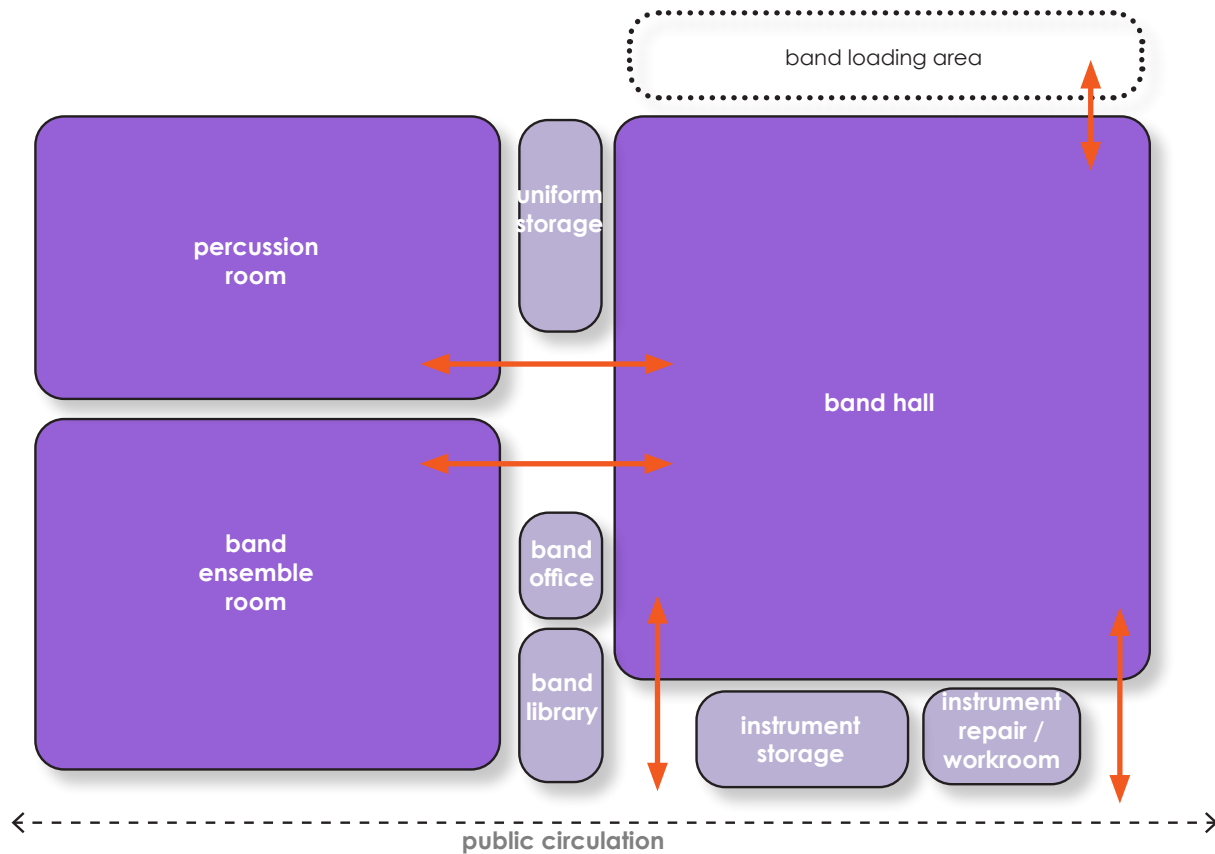 band loading area
uniform
storage
percussion
room
band hall
band
ensemble
room
band
office
band
library
instrument
storage
instrument
repair /
workroom
public circulation